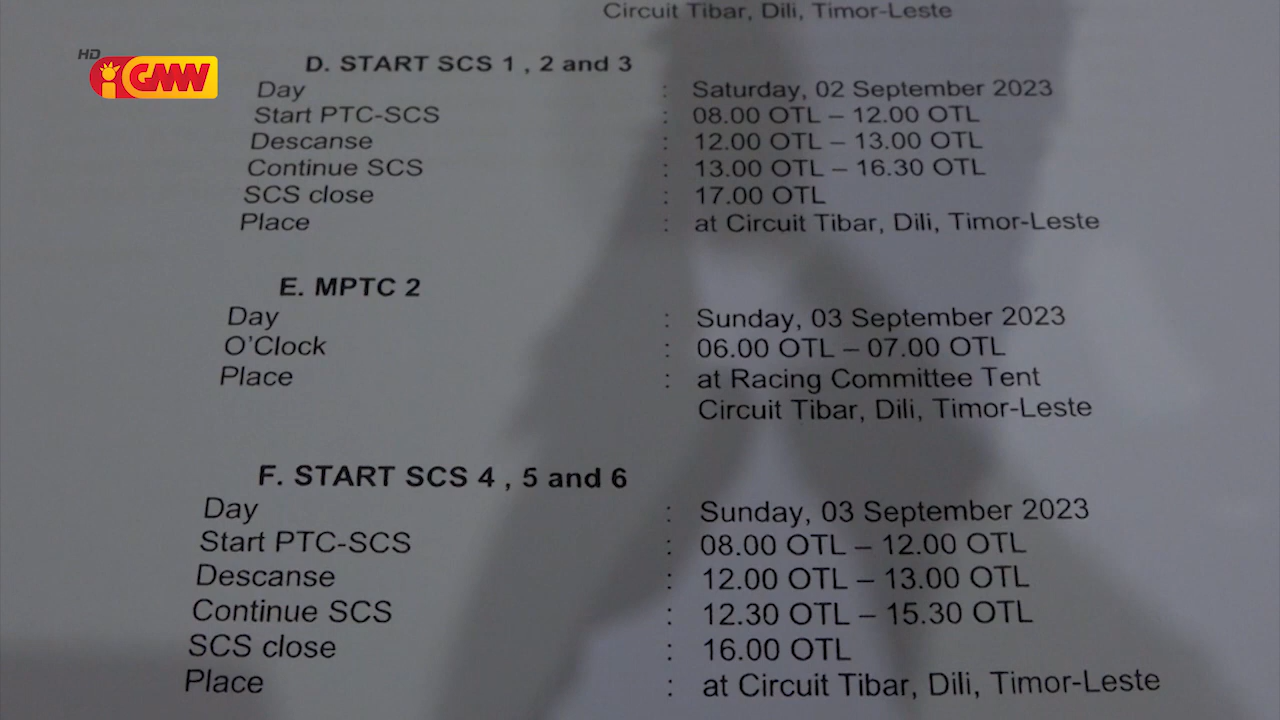 Circuit Tibar, Dili, Timor-Leste
HD
GMW
D. START SCS 1 , 2 and 3
Day : Saturday, 02 September 2023
Start PTC-SCS : 08.00 OTL – 12.00 OTL
Descanse : 12.00 OTL – 13.00 OTL
Continue SCS : 13.00 OTL – 16.30 OTL
SCS close : 17.00 OTL
Place : at Circuit Tibar, Dili, Timor-Leste
E. MPTC 2
Day : Sunday, 03 September 2023
O'Clock : 06.00 OTL – 07.00 OTL
Place : at Racing Committee Tent
Circuit Tibar, Dili, Timor-Leste
F. START SCS 4 , 5 and 6
Day : Sunday, 03 September 2023
Start PTC-SCS : 08.00 OTL – 12.00 OTL
Descanse : 12.00 OTL – 13.00 OTL
Continue SCS : 12.30 OTL – 15.30 OTL
SCS close : 16.00 OTL
Place : at Circuit Tibar, Dili, Timor-Leste